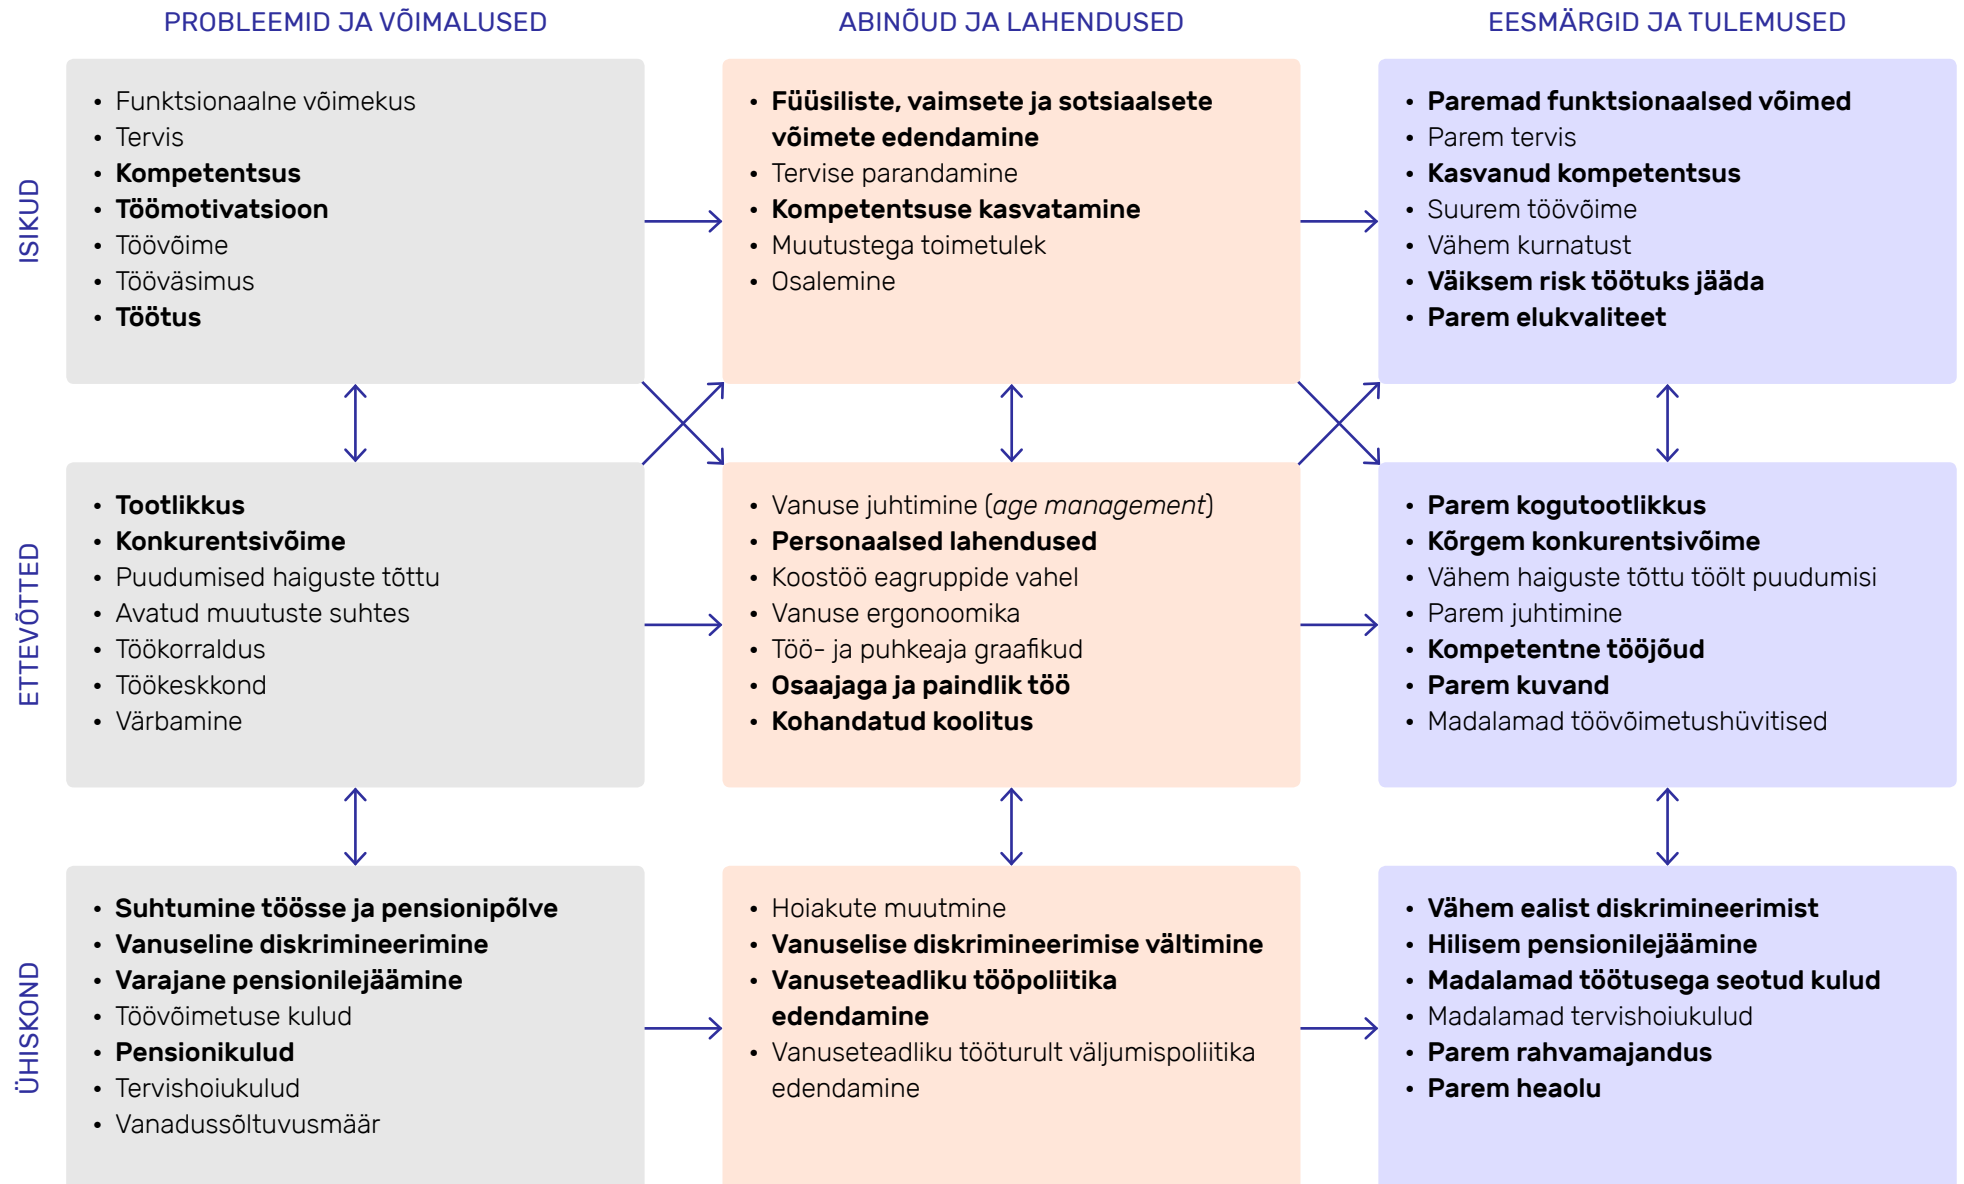 PROBLEEMID JA VÕIMALUSED
ABINÕUD JA LAHENDUSED
EESMÄRGID JA TULEMUSED
ISIKUD
• Funktsionaalne võimekus
• Tervis
• Kompetentsus
• Töömotivatsioon
• Töövõime
• Tööväsimus
• Töötus
• Füüsiliste, vaimsete ja sotsiaalsete
võimete edendamine
• Tervise parandamine
• Kompetentsuse kasvatamine
• Muutustega toimetulek
• Osalemine
• Paremad funktsionaalsed võimed
• Parem tervis
• Kasvanud kompetentsus
• Suurem töövõime
• Vähem kurnatust
• Väiksem risk töötuks jääda
• Parem elukvaliteet
ETTEVÕTTED
• Tootlikkus
• Konkurentsivõime
• Puudumised haiguste tõttu
• Avatud muutuste suhtes
• Töökorraldus
• Töökeskkond
• Värbamine
• Vanuse juhtimine (age management)
• Personaalsed lahendused
• Koostöö eagruppide vahel
• Vanuse ergonoomika
• Töö- ja puhkeaja graafikud
• Osaajaga ja paindlik töö
• Kohandatud koolitus
• Parem kogutootlikkus
• Kõrgem konkurentsivõime
• Vähem haiguste tõttu töölt puudumisi
• Parem juhtimine
• Kompetentne tööjõud
• Parem kuvand
• Madalamad töövõimetushüvitised
ÜHISKOND
• Suhtumine töösse ja pensionipõlve
• Vanuseline diskrimineerimine
• Varajane pensionilejäämine
• Töövõimetuse kulud
• Pensionikulud
• Tervishoiukulud
• Vanadussõltuvusmäär
• Hoiakute muutmine
• Vanuselise diskrimineerimise vältimine
• Vanuseteadliku tööpoliitika
edendamine
• Vanuseteadliku tööturult väljumispoliitika
edendamine
• Vähem ealist diskrimineerimist
• Hilisem pensionilejäämine
• Madalamad töötusega seotud kulud
• Madalamad tervishoiukulud
• Parem rahvamajandus
• Parem heaolu